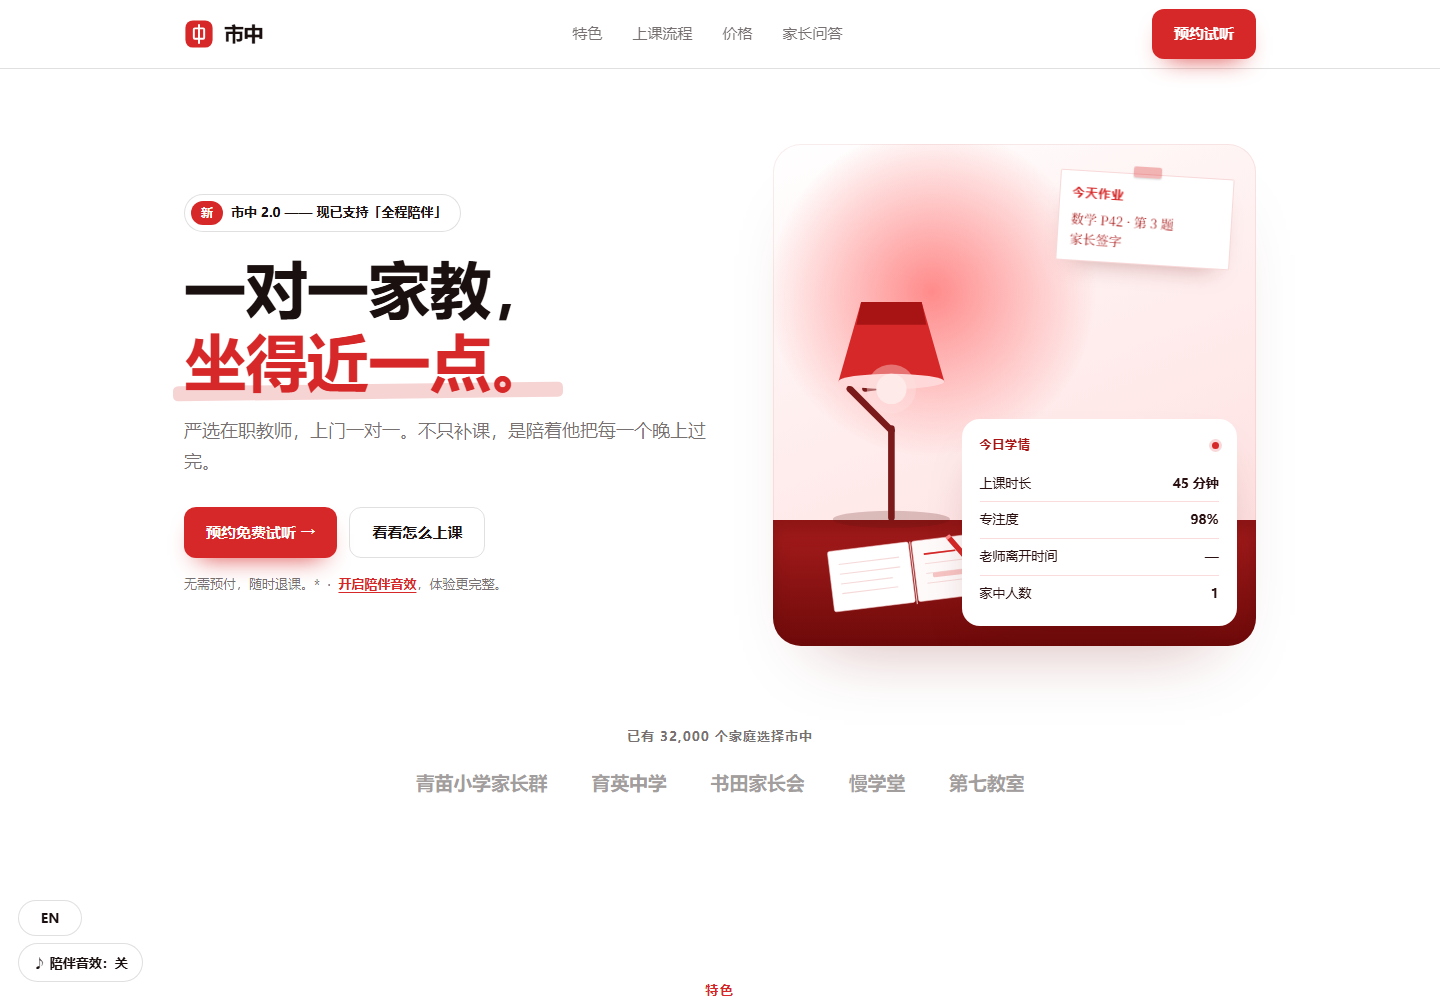 中 市中
特色 上课流程 价格 家长问答
预约试听
新 市中 2.0 —— 现已支持「全程陪伴」
一对一家教，
坐得近一点。
严选在职教师，上门一对一。不只补课，是陪着他把每一个晚上过
完。
预约免费试听 →
看看怎么上课
无需预付，随时退课。* · 开启陪伴音效，体验更完整。
今天作业
数学 P42 · 第 3 题
家长签字
今日学情
上课时长 45 分钟
专注度 98%
老师离开时间 —
家中人数 1
已有 32,000 个家庭选择市中
青苗小学家长群 育英中学 书田家长会 慢学堂 第七教室
EN
♪ 陪伴音效：关
特色